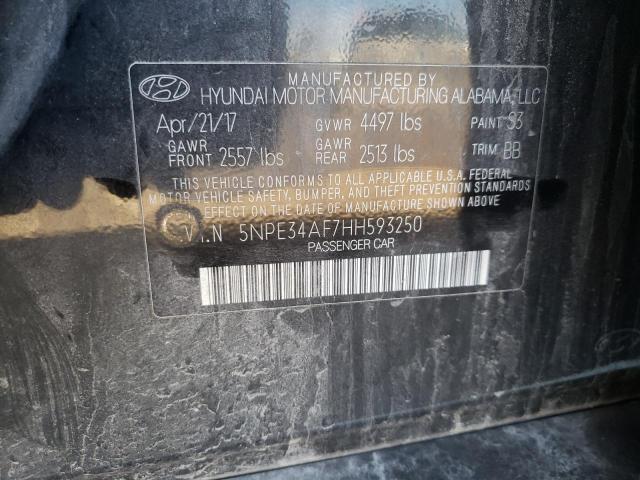 MANUFACTURED BY
HYUNDAI MOTOR MANUFACTURING ALABAMA, LLC
Apr/21/17 GVWR 4497 lbs PAINT S3
GAWR FRONT 2557 lbs GAWR REAR 2513 lbs TRIM BB
THIS VEHICLE CONFORMS TO ALL APPLICABLE U.S.A. FEDERAL
MOTOR VEHICLE SAFETY, BUMPER, AND THEFT PREVENTION STANDARDS
IN EFFECT ON THE DATE OF MANUFACTURE SHOWN ABOVE.
V.I.N 5NPE34AF7HH593250
PASSENGER CAR